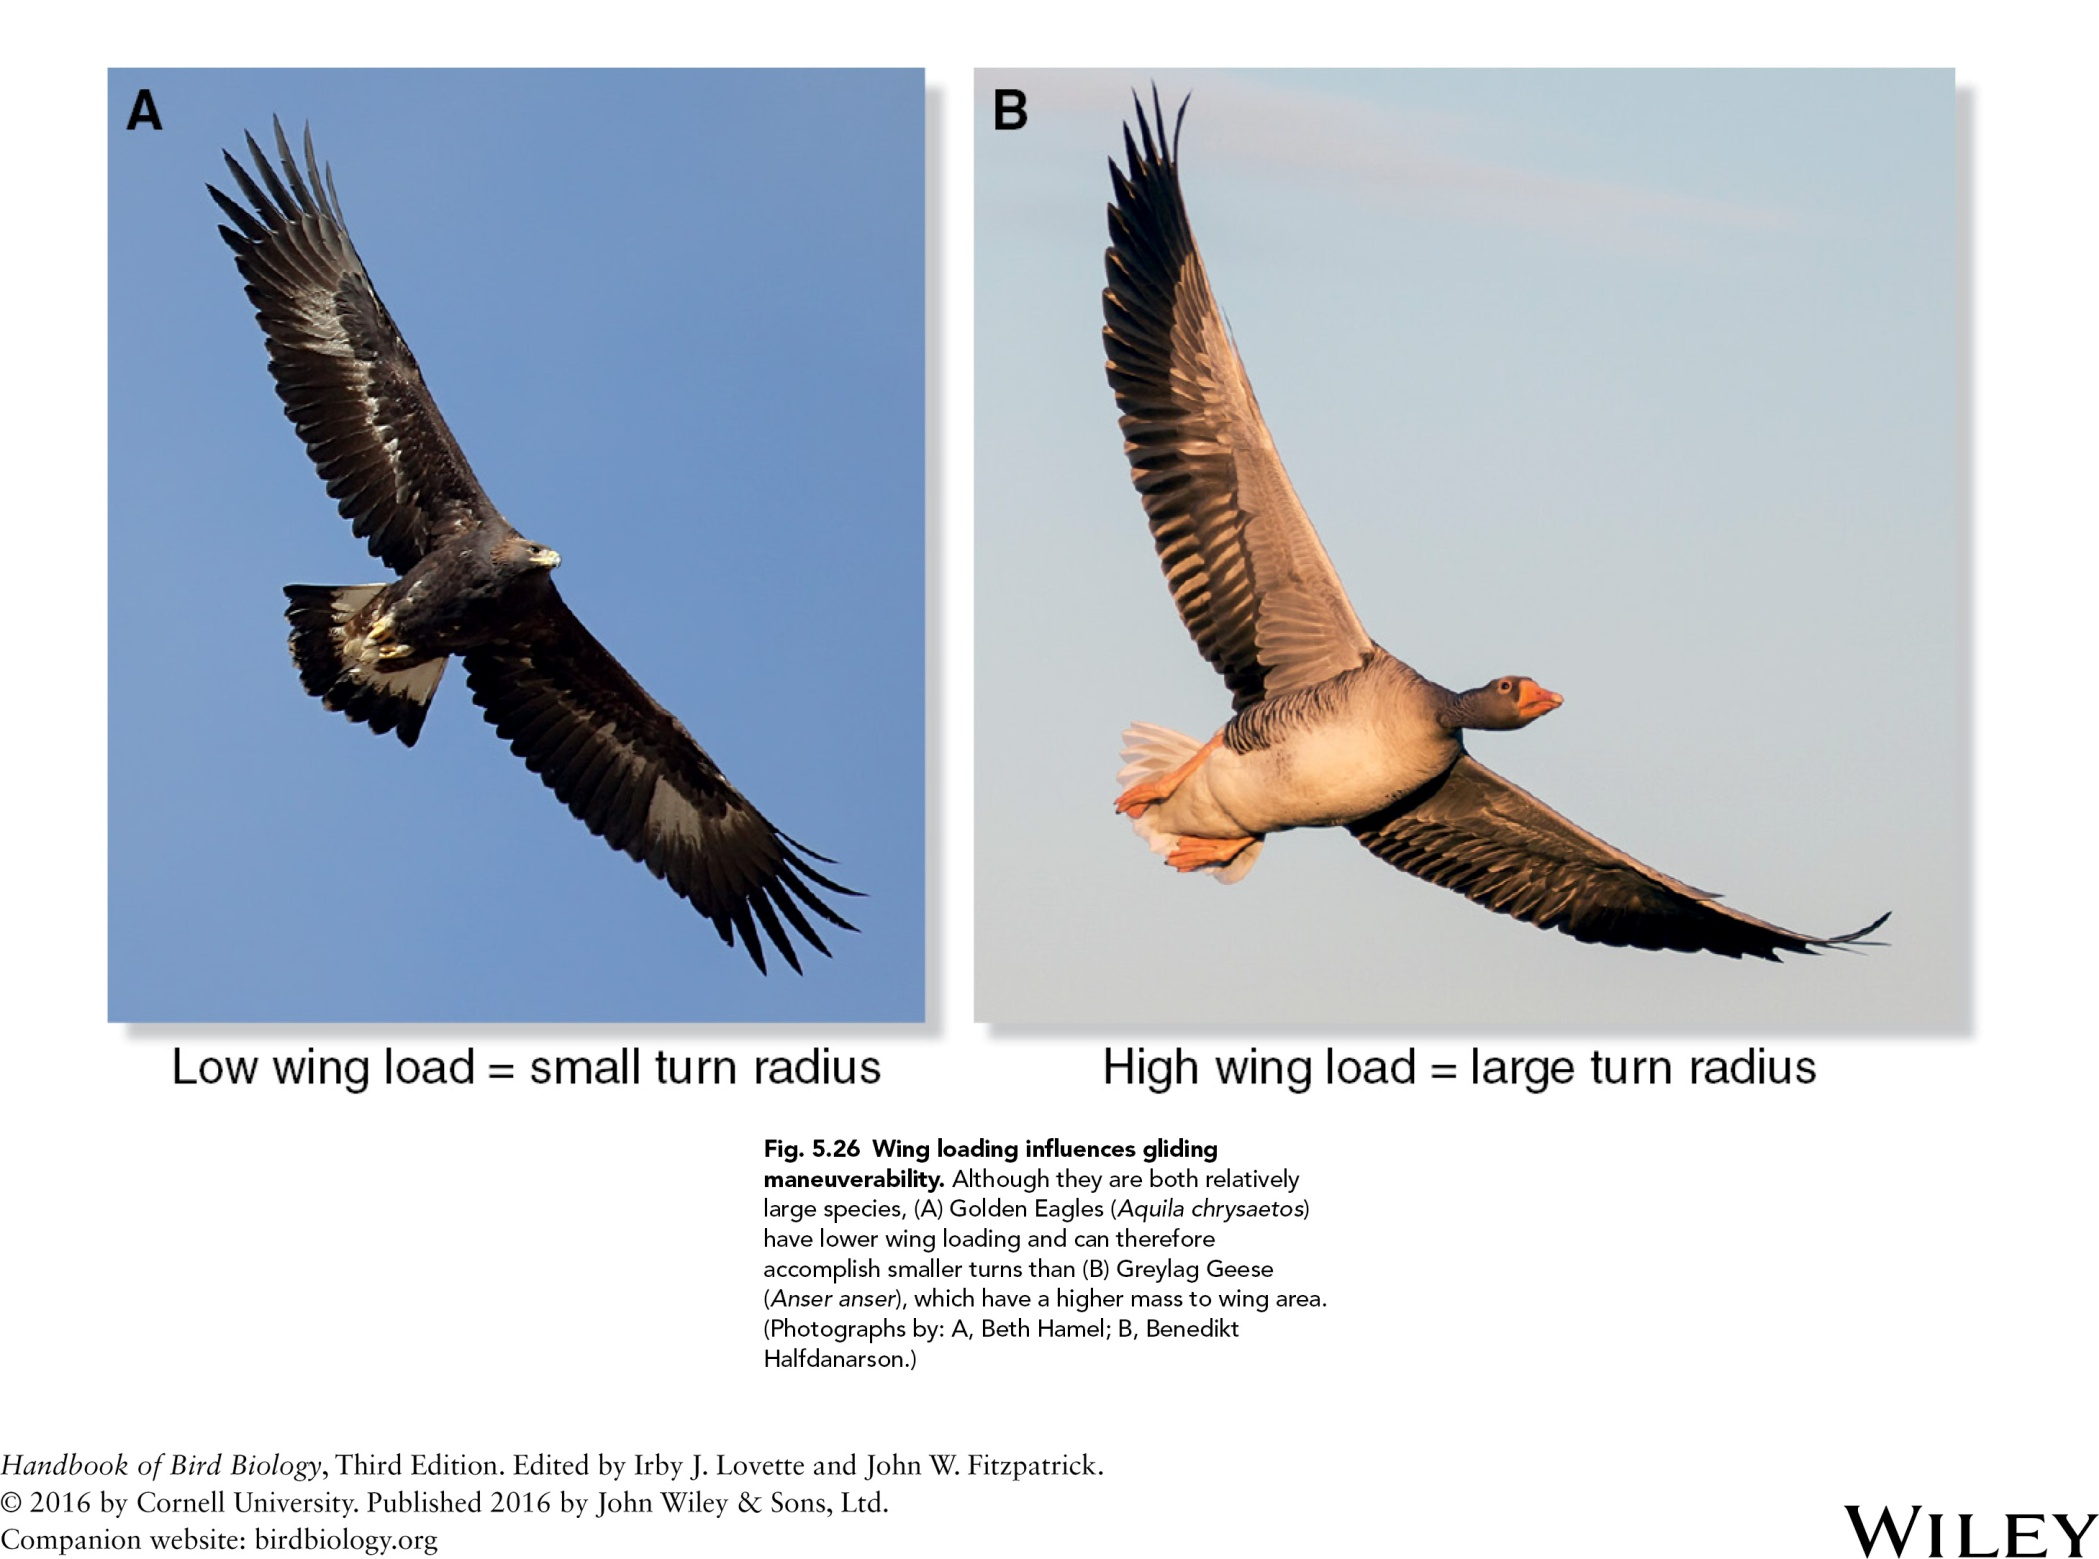 A
B
Low wing load = small turn radius
High wing load = large turn radius
Fig. 5.26 Wing loading influences gliding
maneuverability. Although they are both relatively
large species, (A) Golden Eagles (Aquila chrysaetos)
have lower wing loading and can therefore
accomplish smaller turns than (B) Greylag Geese
(Anser anser), which have a higher mass to wing area.
(Photographs by: A, Beth Hamel; B, Benedikt
Halfdanarson.)
Handbook of Bird Biology, Third Edition. Edited by Irby J. Lovette and John W. Fitzpatrick.
© 2016 by Cornell University. Published 2016 by John Wiley & Sons, Ltd.
Companion website: birdbiology.org
WILEY